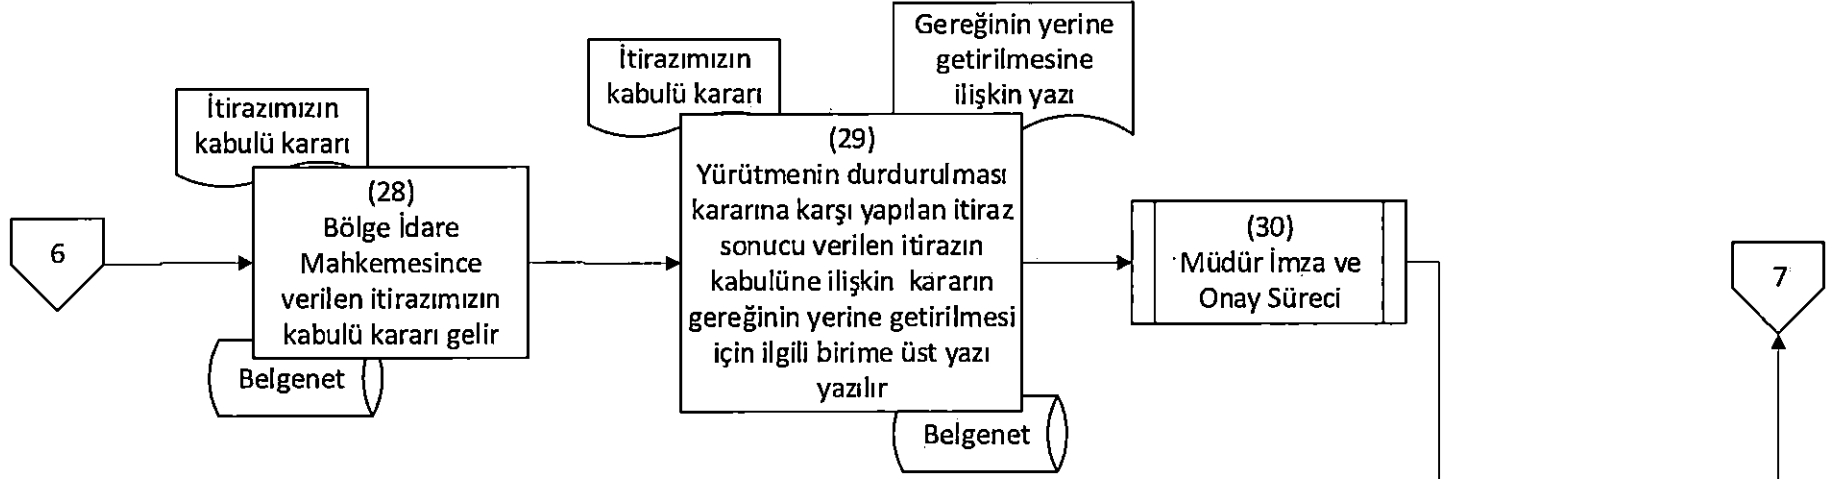 6
İtirazımızın
kabulü kararı
(28)
Bölge İdare
Mahkemesince
verilen itirazımızın
kabulü kararı gelir
Belgenet
İtirazımızın
kabulü kararı
Gereğinin yerine
getirilmesine
ilişkin yazı
(29)
Yürütmenin durdurulması
kararına karşı yapılan itiraz
sonucu verilen itirazın
kabulüne ilişkin kararın
gereğinin yerine getirilmesi
için ilgili birime üst yazı
yazılır
Belgenet
(30)
Müdür İmza ve
Onay Süreci
7